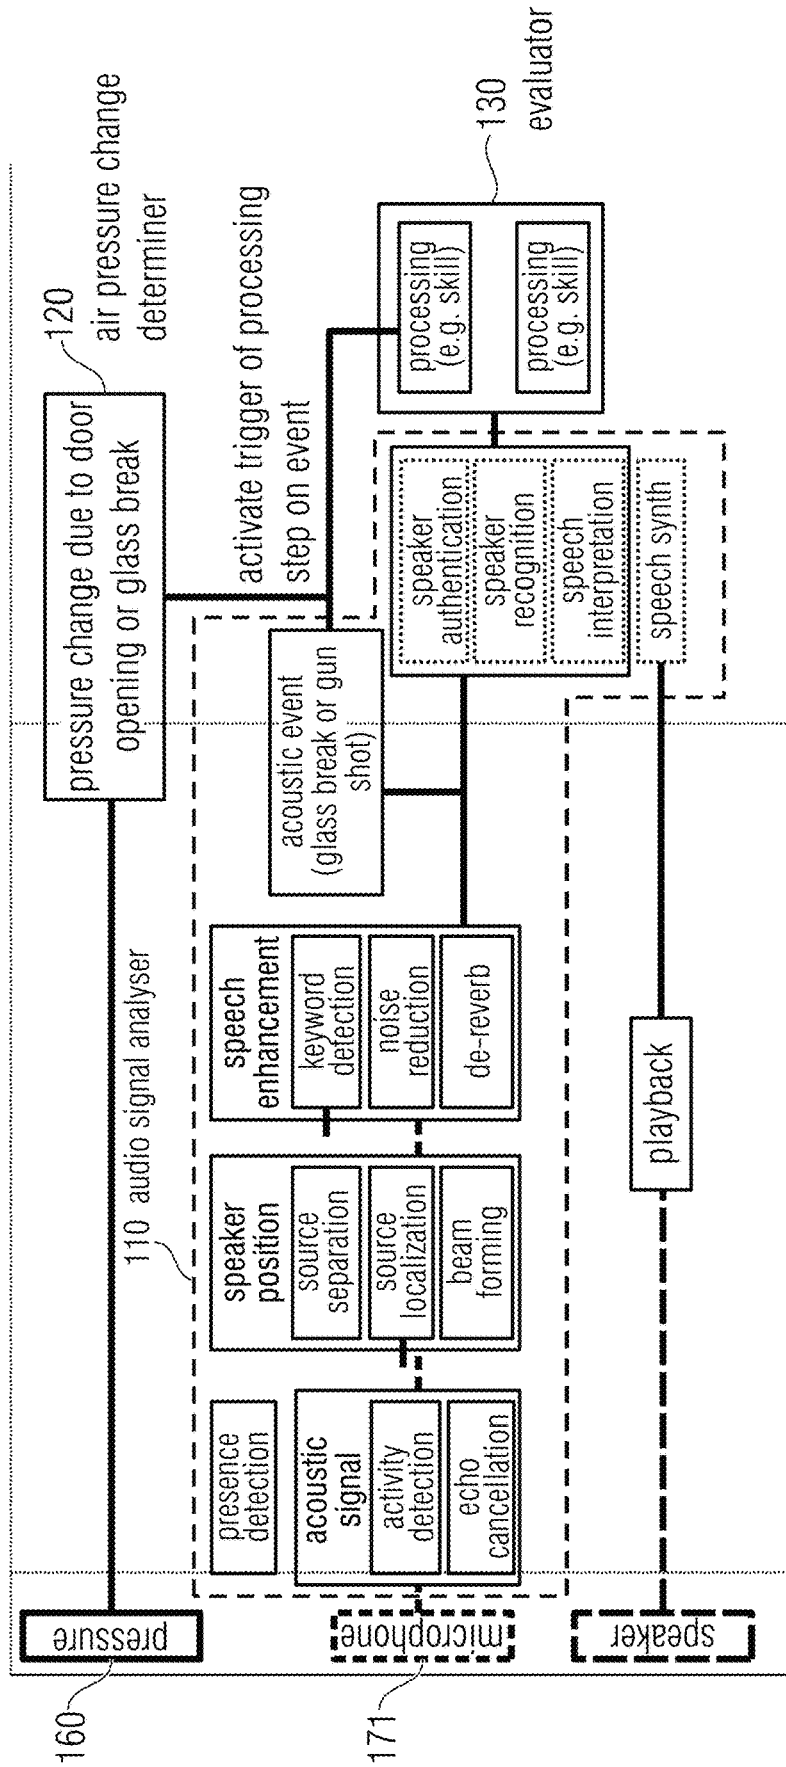 160
pressure
pressure change due to door
opening or glass break
120
air pressure change
determiner
110 audio signal analyser
activate trigger of processing
step on event
presence
detection
acoustic
signal
activity
detection
echo
cancellation
speaker
position
source
separation
source
localization
beam
forming
speech
enhancement
keyword
detection
noise
reduction
de-reverb
acoustic event
(glass break or gun
shot)
speaker
authentication
speaker
recognition
speech
interpretation
speech synth
processing
(e.g. skill)
processing
(e.g. skill)
130
evaluator
171
microphone
speaker
playback